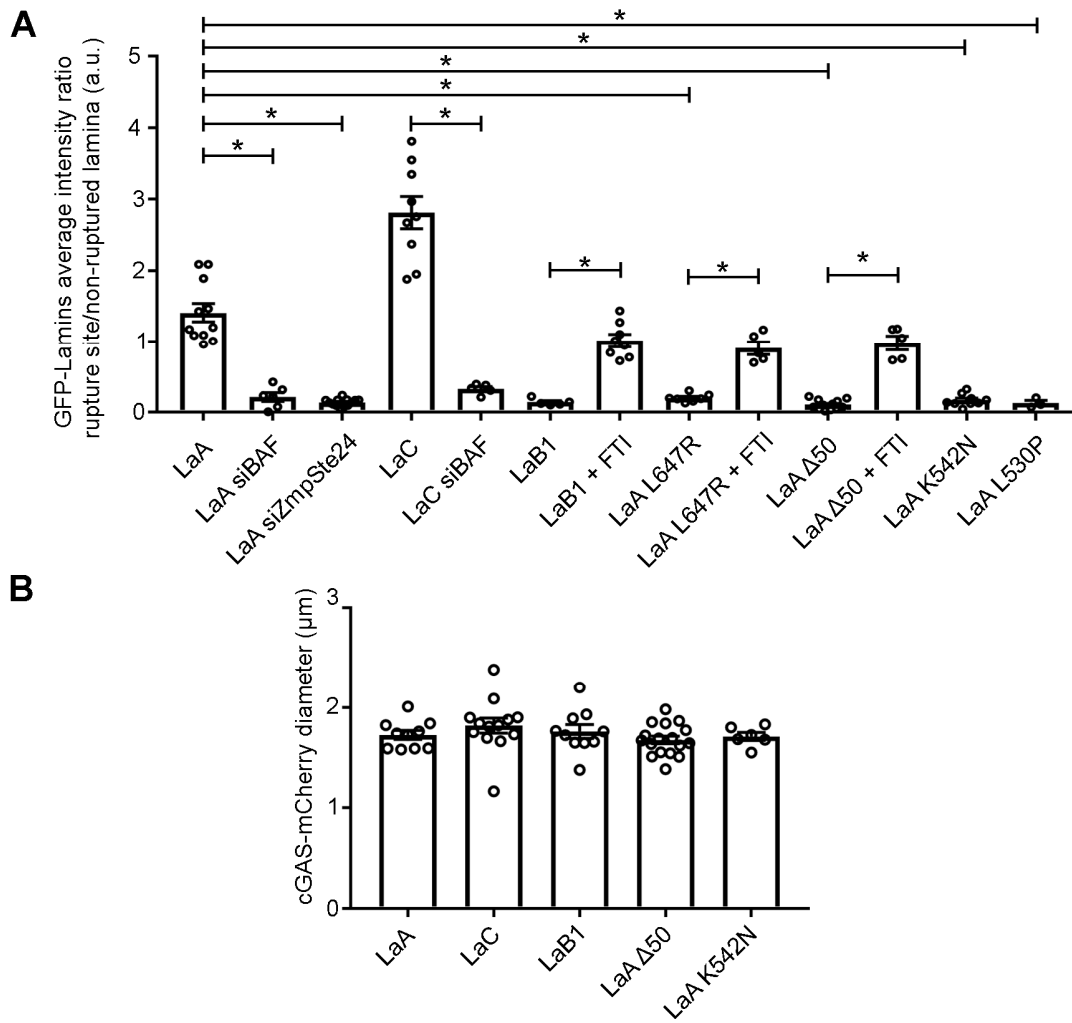 A
GFP-Lamins average intensity ratio
rupture site/non-ruptured lamina (a.u.)
5
4
3
2
1
0
*
*
*
*
*
*
*
*
*
*
LaA
LaA siBAF
LaA siZmpSte24
LaC
LaC siBAF
LaB1
LaB1 + FTI
LaA L647R
LaA L647R + FTI
LaA Δ50
LaA Δ50 + FTI
LaA K542N
LaA L530P
B
cGAS-mCherry diameter (μm)
3
2
1
0
LaA
LaC
LaB1
LaA Δ50
LaA K542N